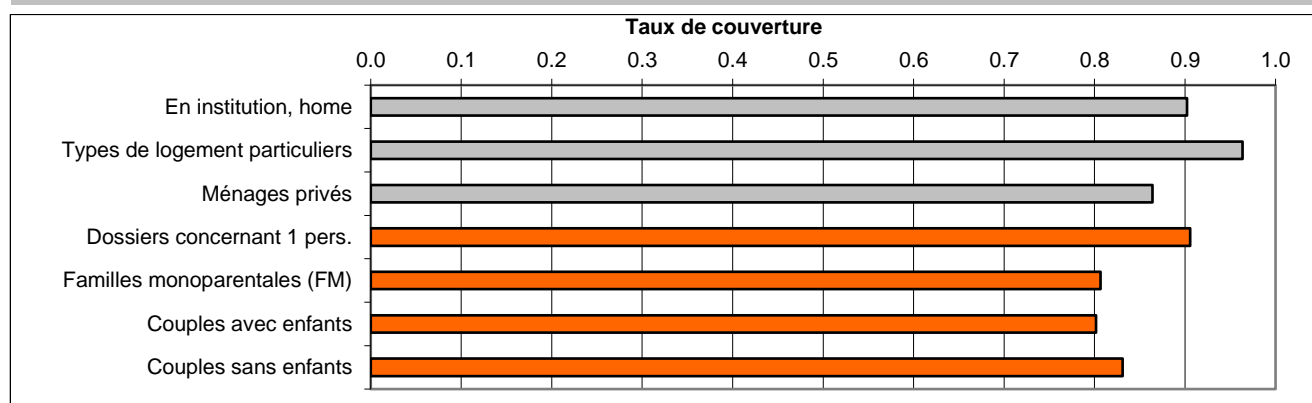 Taux de couverture
0.0 0.1 0.2 0.3 0.4 0.5 0.6 0.7 0.8 0.9 1.0
En institution, home
Types de logement particuliers
Ménages privés
Dossiers concernant 1 pers.
Familles monoparentales (FM)
Couples avec enfants
Couples sans enfants